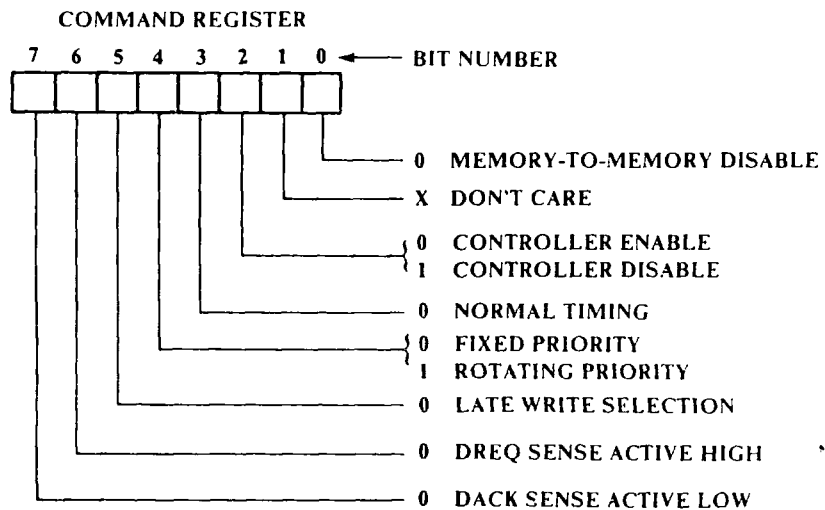 COMMAND REGISTER
7 6 5 4 3 2 1 0 BIT NUMBER
0 MEMORY-TO-MEMORY DISABLE
X DON'T CARE
0 CONTROLLER ENABLE
1 CONTROLLER DISABLE
0 NORMAL TIMING
0 FIXED PRIORITY
1 ROTATING PRIORITY
0 LATE WRITE SELECTION
0 DREQ SENSE ACTIVE HIGH
0 DACK SENSE ACTIVE LOW